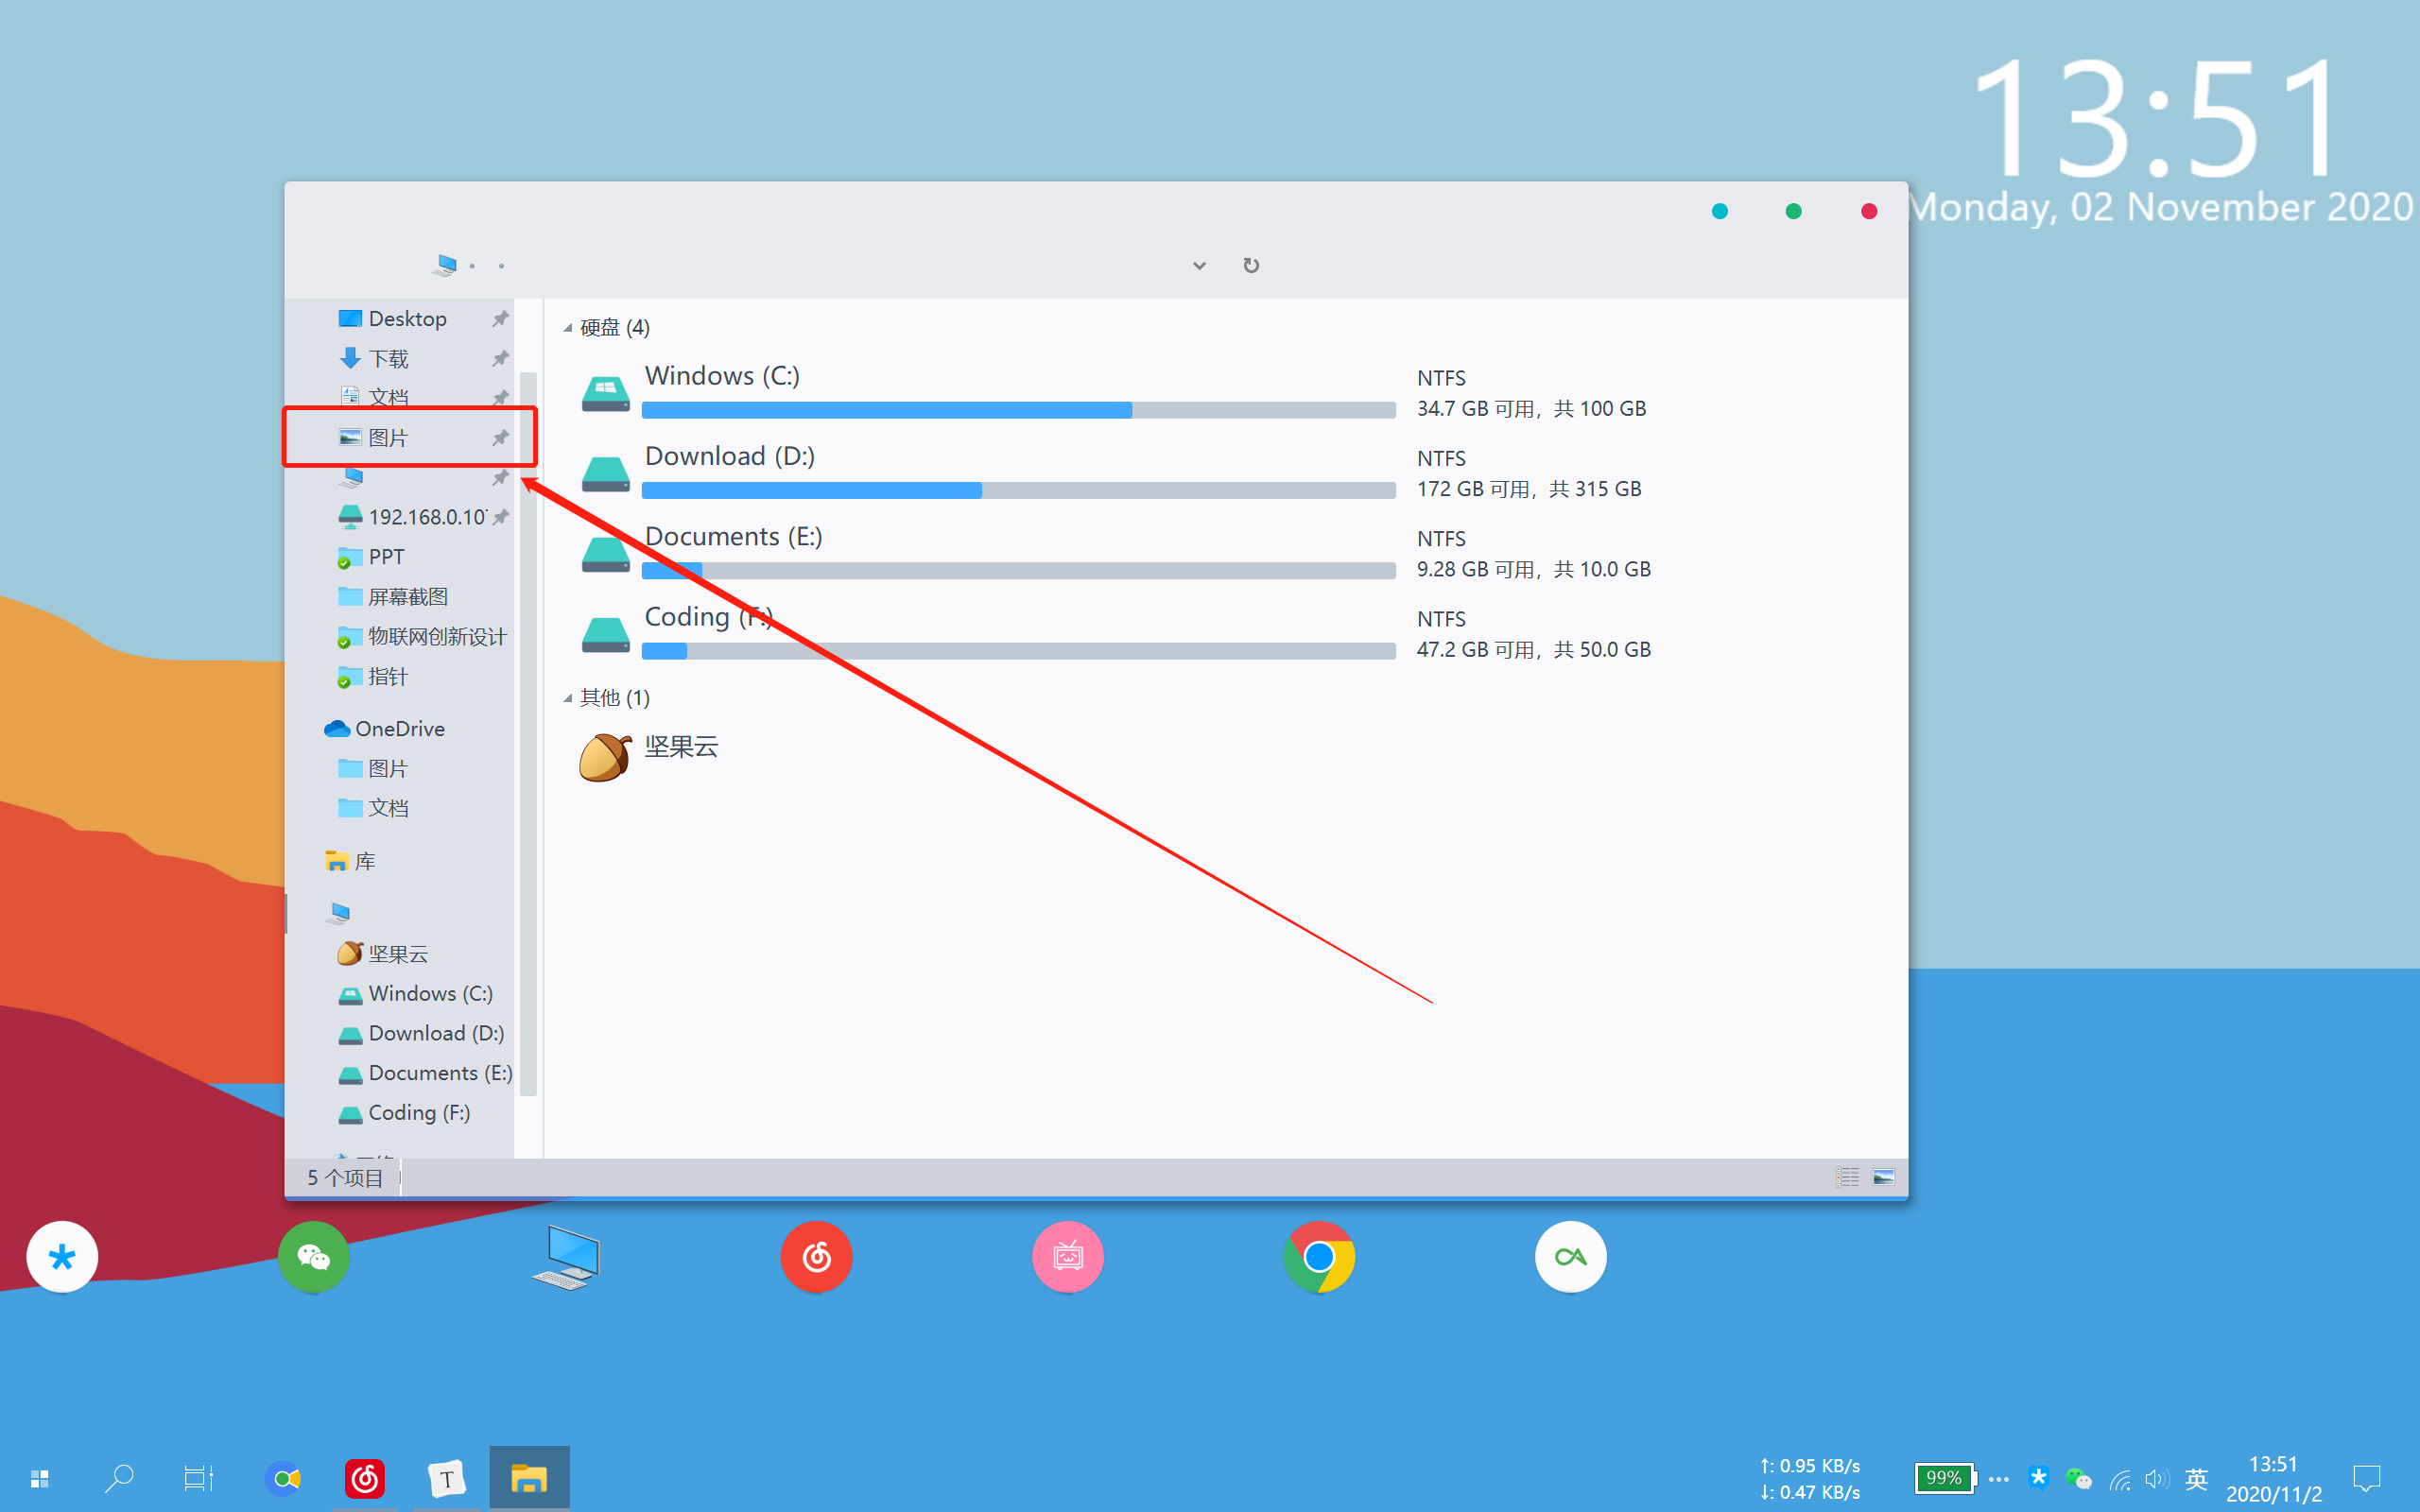 13:51
Monday, 02 November 2020
Desktop
下载
文档
图片
192.168.0.10
PPT
屏幕截图
物联网创新设计
指针
OneDrive
图片
文档
库
坚果云
Windows (C:)
Download (D:)
Documents (E:)
Coding (F:)
硬盘 (4)
Windows (C:)
NTFS
34.7 GB 可用，共 100 GB
Download (D:)
NTFS
172 GB 可用，共 315 GB
Documents (E:)
NTFS
9.28 GB 可用，共 10.0 GB
Coding (F:)
NTFS
47.2 GB 可用，共 50.0 GB
其他 (1)
坚果云
5 个项目
T
↑: 0.95 KB/s
↓: 0.47 KB/s
99%
英
13:51
2020/11/2